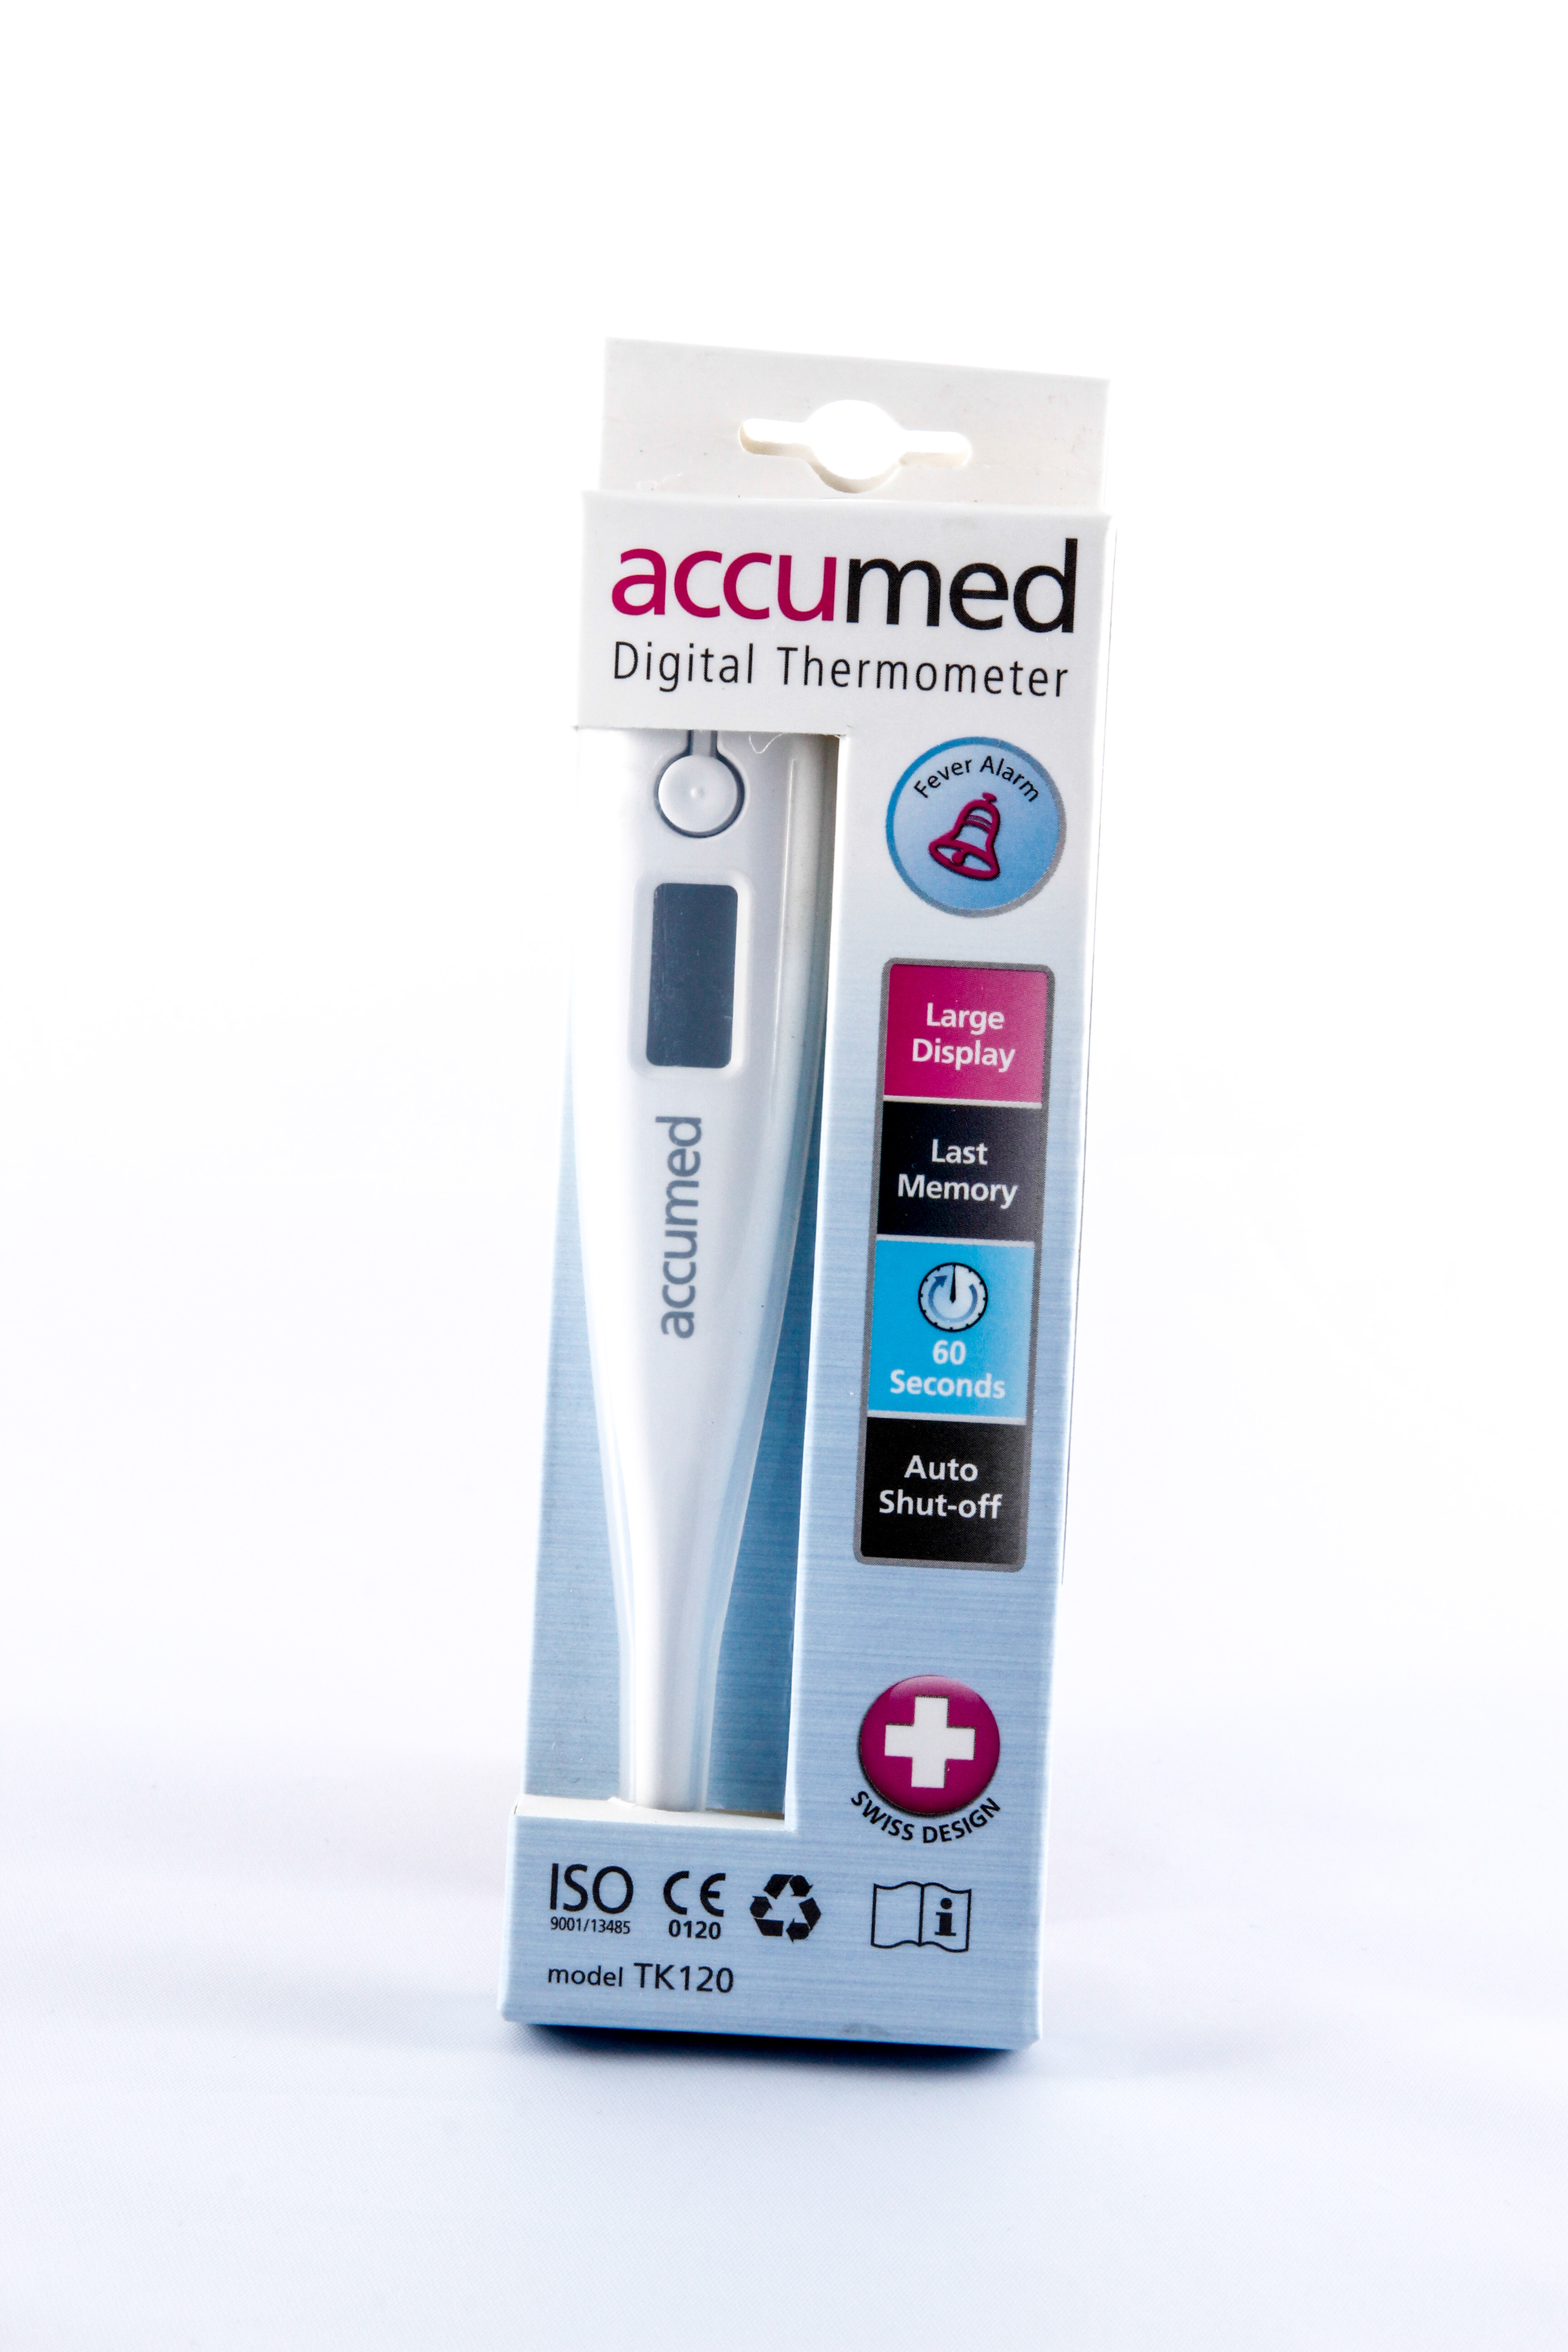 accumed
Digital Thermometer
Fever Alarm
accumed
Large
Display
Last
Memory
60
Seconds
Auto
Shut-off
SWISS DESIGN
ISO
9001/13485
CE
0120
i
model TK120